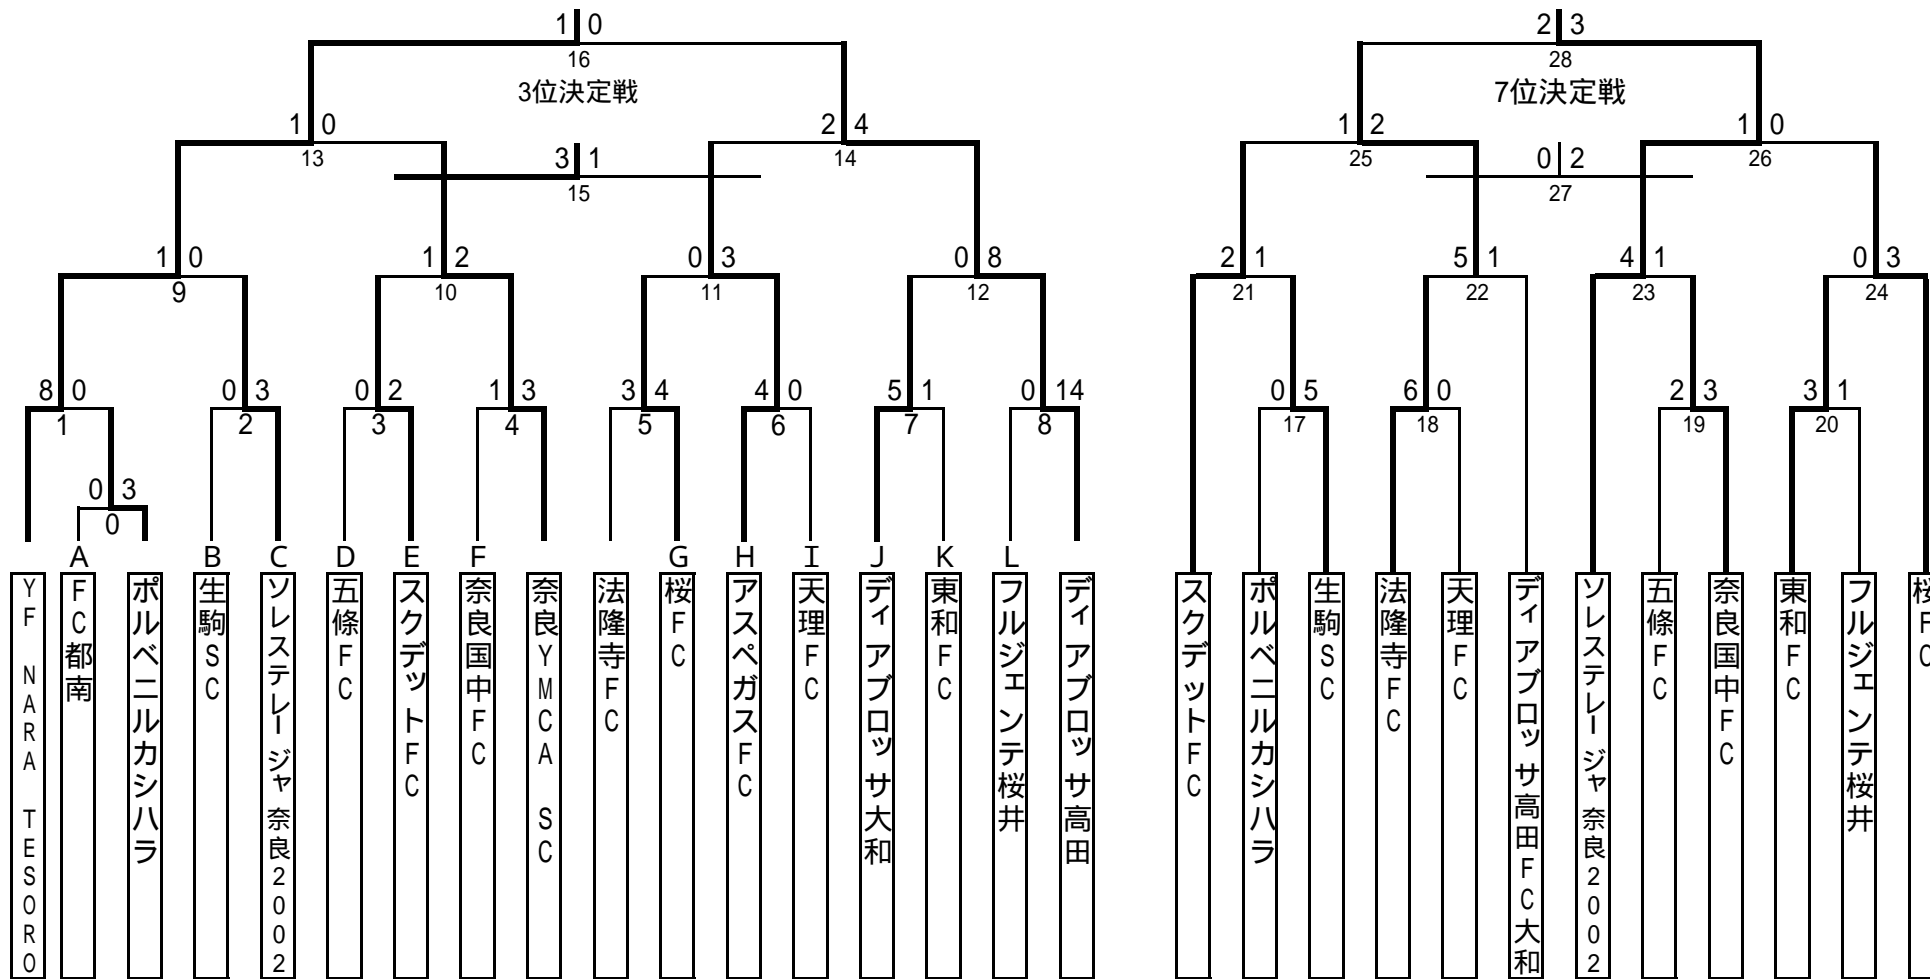 1 0 2 3
16 28
3位決定戦 7位決定戦
1 0 2 4 1 2 1 0
13 3 1 14 25 0 2 26
15 27
1 0 1 2 0 3 0 8 2 1 5 1 4 1 0 3
9 10 11 12 21 22 23 24
8 0 0 3 0 2 1 3 3 4 4 0 5 1 0 14 0 5 6 0 2 3 3 1
1 2 3 4 5 6 7 8 17 18 19 20
0 3
0
A B C D E F G H I J K L
YF NARA TESORO
FC都南
ポルベニルカシハラ
生駒SC
ソレステレージャ奈良2002
五條FC
スクデットFC
奈良国中FC
奈良YMCA SC
法隆寺FC
桜FC
アスペガスFC
天理FC
ディアブロッサ大和
東和FC
フルジェンテ桜井
ディアブロッサ高田
スクデットFC
ポルベニルカシハラ
生駒SC
法隆寺FC
天理FC
ディアブロッサ高田FC大和
ソレステレージャ奈良2002
五條FC
奈良国中FC
東和FC
フルジェンテ桜井
桜FC